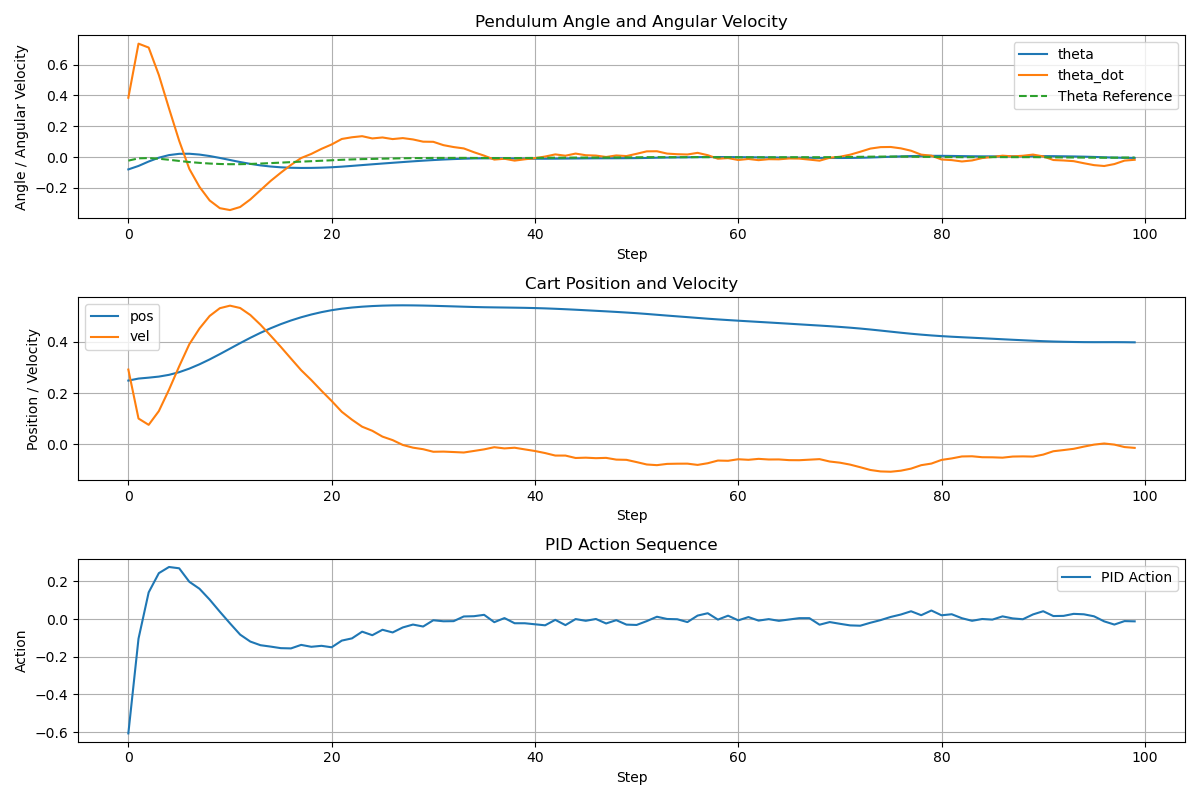 Pendulum Angle and Angular Velocity
Angle / Angular Velocity
0.6
0.4
0.2
0.0
−0.2
theta
theta_dot
Theta Reference
0 20 40 60 80 100
Step
Cart Position and Velocity
Position / Velocity
0.4
0.2
0.0
pos
vel
0 20 40 60 80 100
Step
PID Action Sequence
Action
0.2
0.0
−0.2
−0.4
−0.6
PID Action
0 20 40 60 80 100
Step